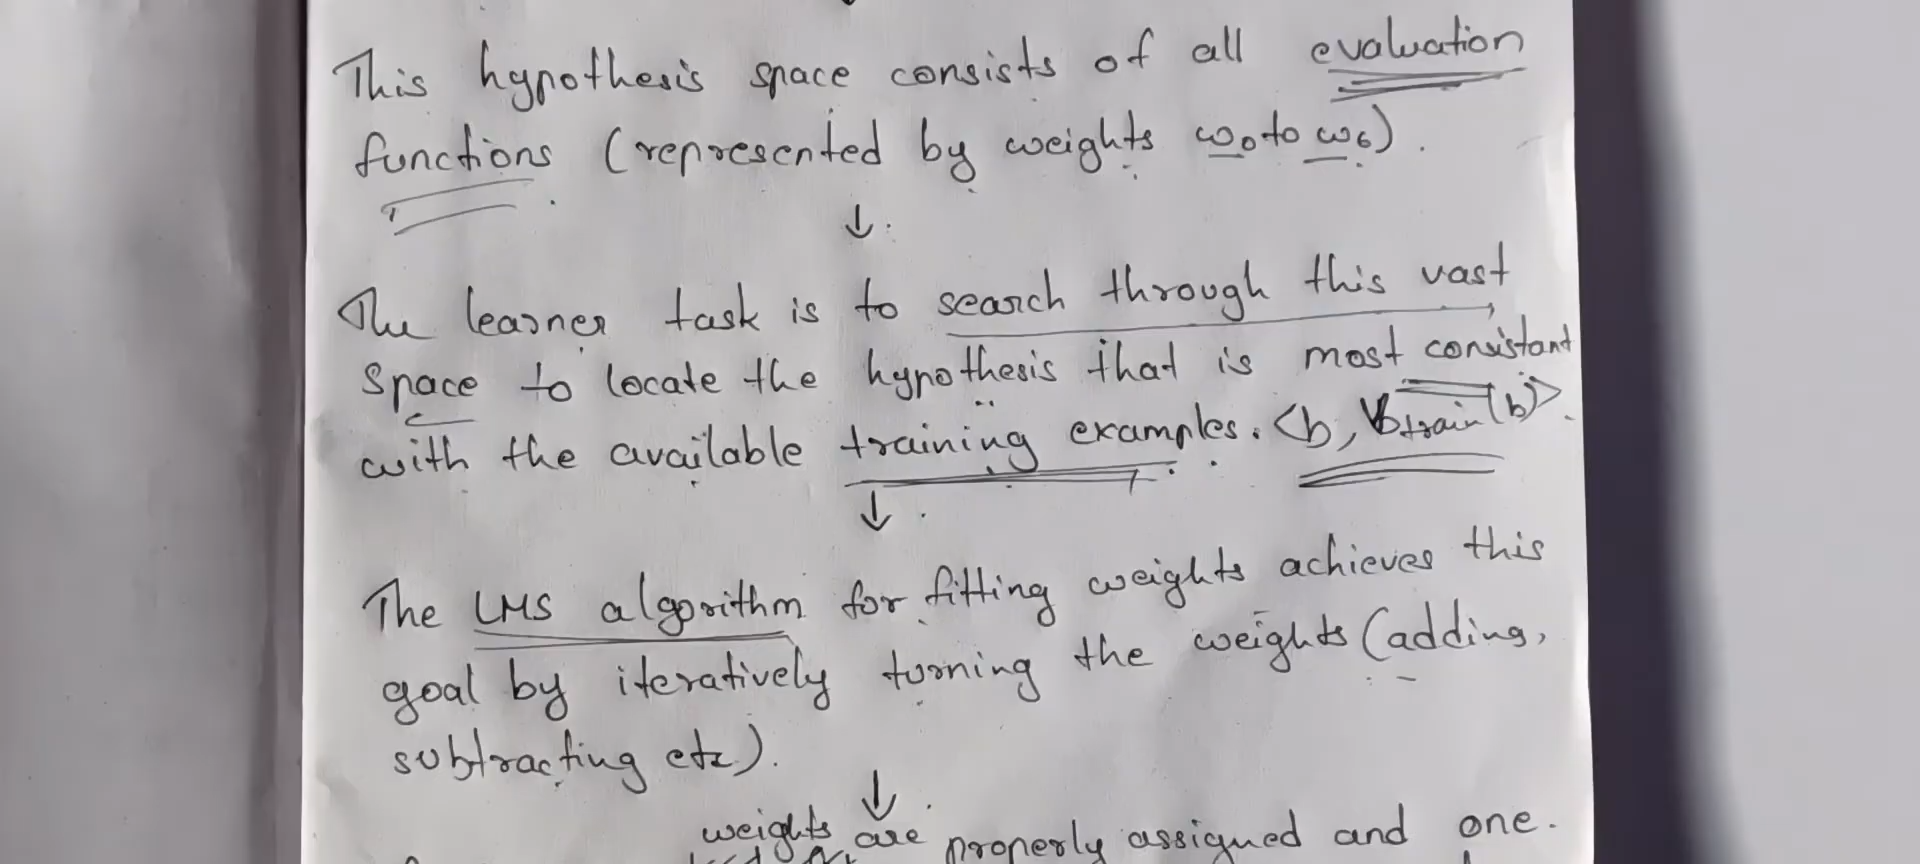 This hypothesis space consists of all evaluation
functions (represented by weights w0 to w6).
↓
The learner task is to search through this vast
space to locate the hypothesis that is most consistant
with the available training examples. <b, Vtrain(b)>.
↓
The LMS algorithm for fitting weights achieves this
goal by iteratively turning the weights (adding,
subtracting etc).
↓
weights are properly assigned and one.